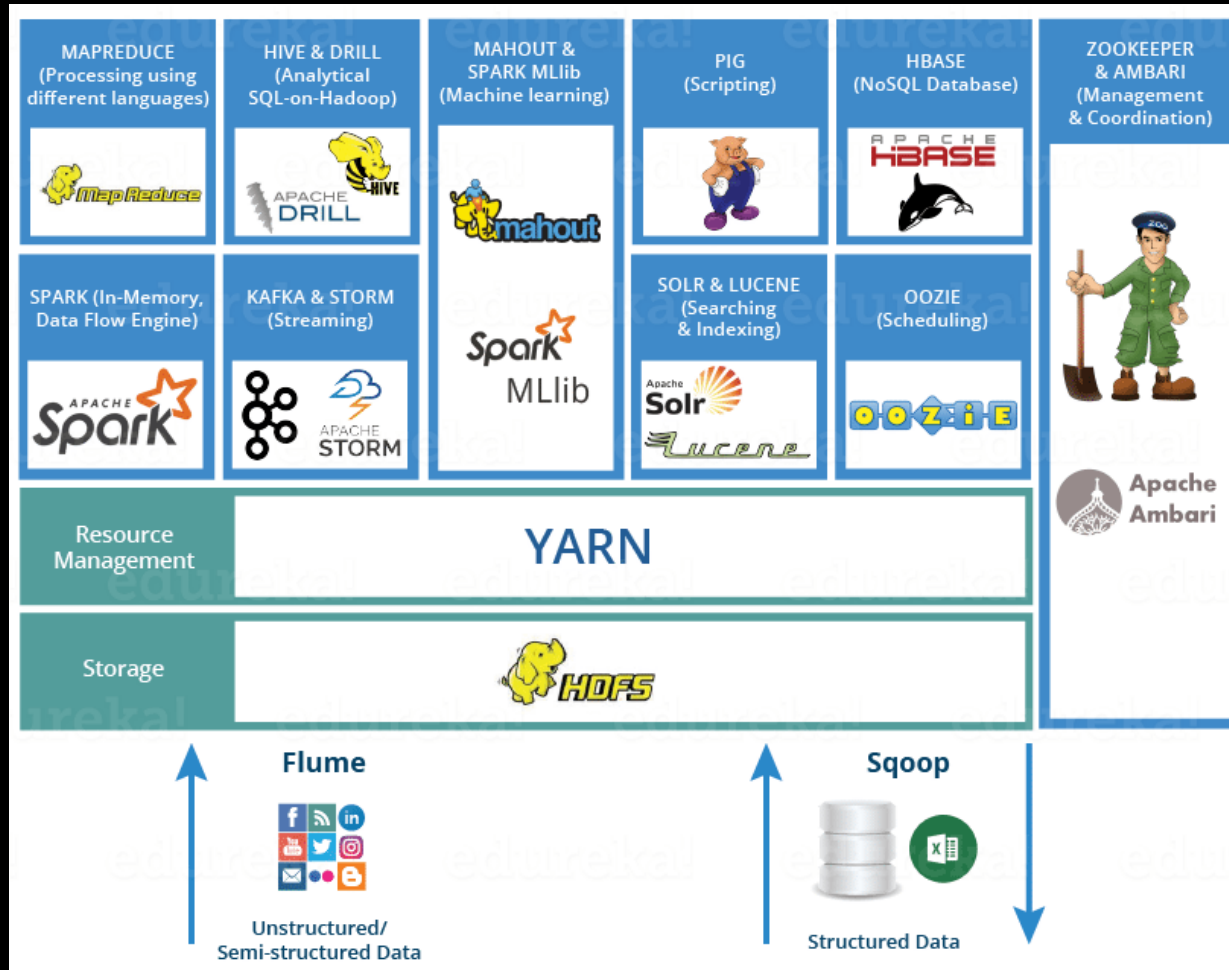 MAPREDUCE
(Processing using
different languages)
Map Reduce
HIVE & DRILL
(Analytical
SQL-on-Hadoop)
HIVE
APACHE
DRILL
MAHOUT &
SPARK MLlib
(Machine learning)
mahout
Spark
MLlib
PIG
(Scripting)
HBASE
(NoSQL Database)
APACHE
HBASE
ZOOKEEPER
& AMBARI
(Management
& Coordination)
ZOO
Apache
Ambari
SPARK (In-Memory,
Data Flow Engine)
APACHE
Spark
KAFKA & STORM
(Streaming)
APACHE
STORM
SOLR & LUCENE
(Searching
& Indexing)
Apache
Solr
Lucene
OOZIE
(Scheduling)
OOZiE
Resource
Management
YARN
Storage
HDFS
Flume
Unstructured/
Semi-structured Data
Sqoop
Structured Data
edureka!